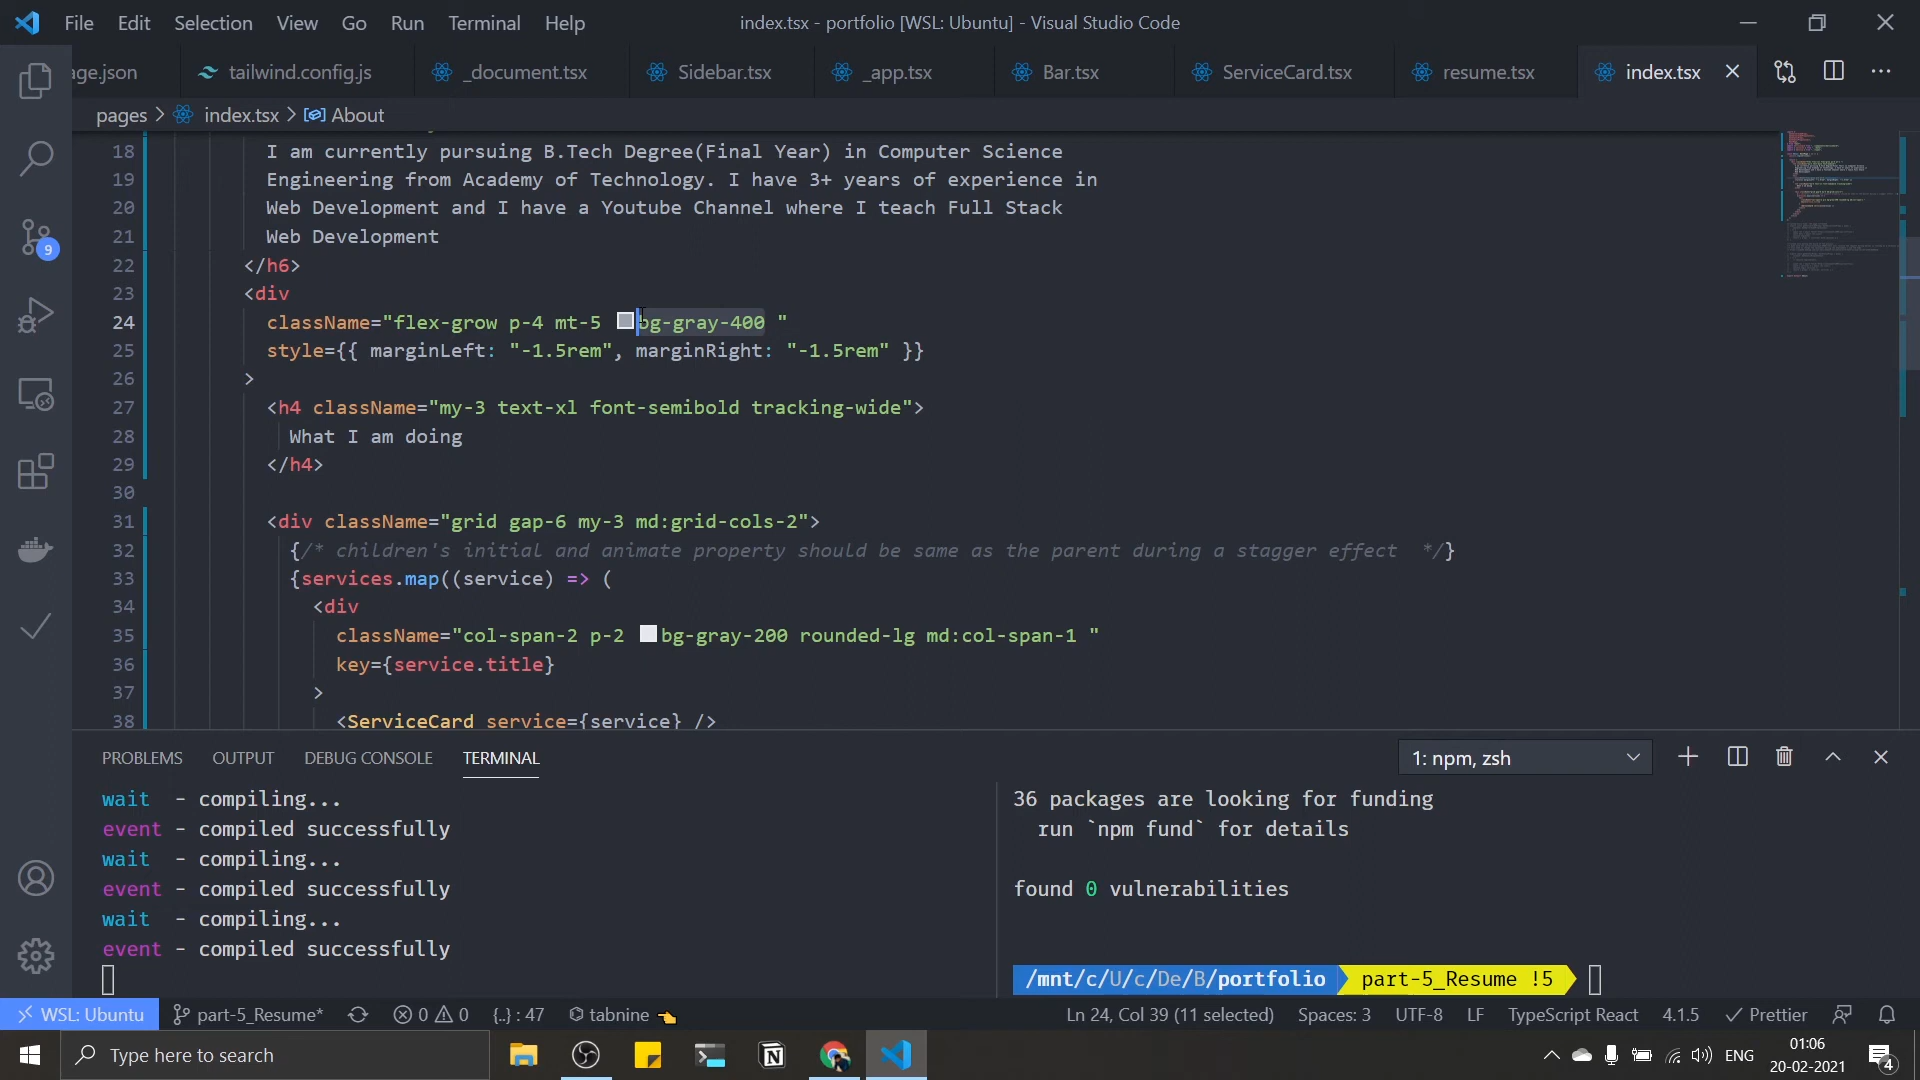 File Edit Selection View Go Run Terminal Help
index.tsx - portfolio [WSL: Ubuntu] - Visual Studio Code
age.json
tailwind.config.js
_document.tsx
Sidebar.tsx
_app.tsx
Bar.tsx
ServiceCard.tsx
resume.tsx
index.tsx
pages > index.tsx > About
18 I am currently pursuing B.Tech Degree(Final Year) in Computer Science
19 Engineering from Academy of Technology. I have 3+ years of experience in
20 Web Development and I have a Youtube Channel where I teach Full Stack
21 Web Development
22 </h6>
23 <div
24 className="flex-grow p-4 mt-5 bg-gray-400 "
25 style={{ marginLeft: "-1.5rem", marginRight: "-1.5rem" }}
26 >
27 <h4 className="my-3 text-xl font-semibold tracking-wide">
28 What I am doing
29 </h4>
30
31 <div className="grid gap-6 my-3 md:grid-cols-2">
32 {/* children's initial and animate property should be same as the parent during a stagger effect  */}
33 {services.map((service) => (
34 <div
35 className="col-span-2 p-2 bg-gray-200 rounded-lg md:col-span-1 "
36 key={service.title}
37 >
38 <ServiceCard service={service} />
9
PROBLEMS OUTPUT DEBUG CONSOLE TERMINAL
1: npm, zsh
wait - compiling...
event - compiled successfully
wait - compiling...
event - compiled successfully
wait - compiling...
event - compiled successfully
36 packages are looking for funding
run `npm fund` for details
found 0 vulnerabilities
/mnt/c/U/c/De/B/portfolio part-5_Resume !5
WSL: Ubuntu part-5_Resume* 0 0 {..} : 47 tabnine
Ln 24, Col 39 (11 selected) Spaces: 3 UTF-8 LF TypeScript React 4.1.5 Prettier
Type here to search
ENG
01:06
20-02-2021
4